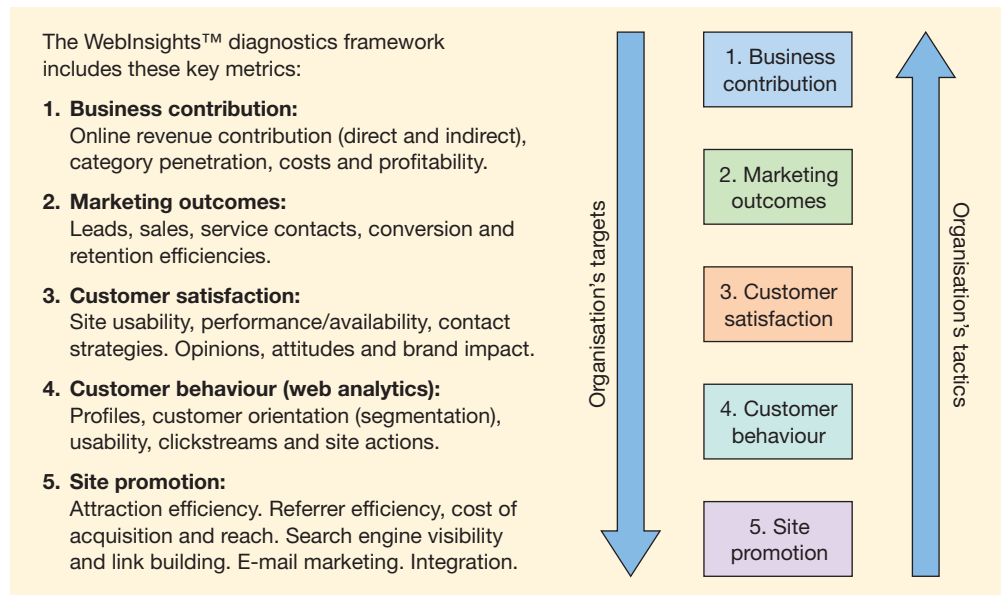 The WebInsights™ diagnostics framework
includes these key metrics:
1. Business contribution:
Online revenue contribution (direct and indirect),
category penetration, costs and profitability.
2. Marketing outcomes:
Leads, sales, service contacts, conversion and
retention efficiencies.
3. Customer satisfaction:
Site usability, performance/availability, contact
strategies. Opinions, attitudes and brand impact.
4. Customer behaviour (web analytics):
Profiles, customer orientation (segmentation),
usability, clickstreams and site actions.
5. Site promotion:
Attraction efficiency. Referrer efficiency, cost of
acquisition and reach. Search engine visibility
and link building. E-mail marketing. Integration.
Organisation's targets
1. Business
contribution
2. Marketing
outcomes
3. Customer
satisfaction
4. Customer
behaviour
5. Site
promotion
Organisation's tactics